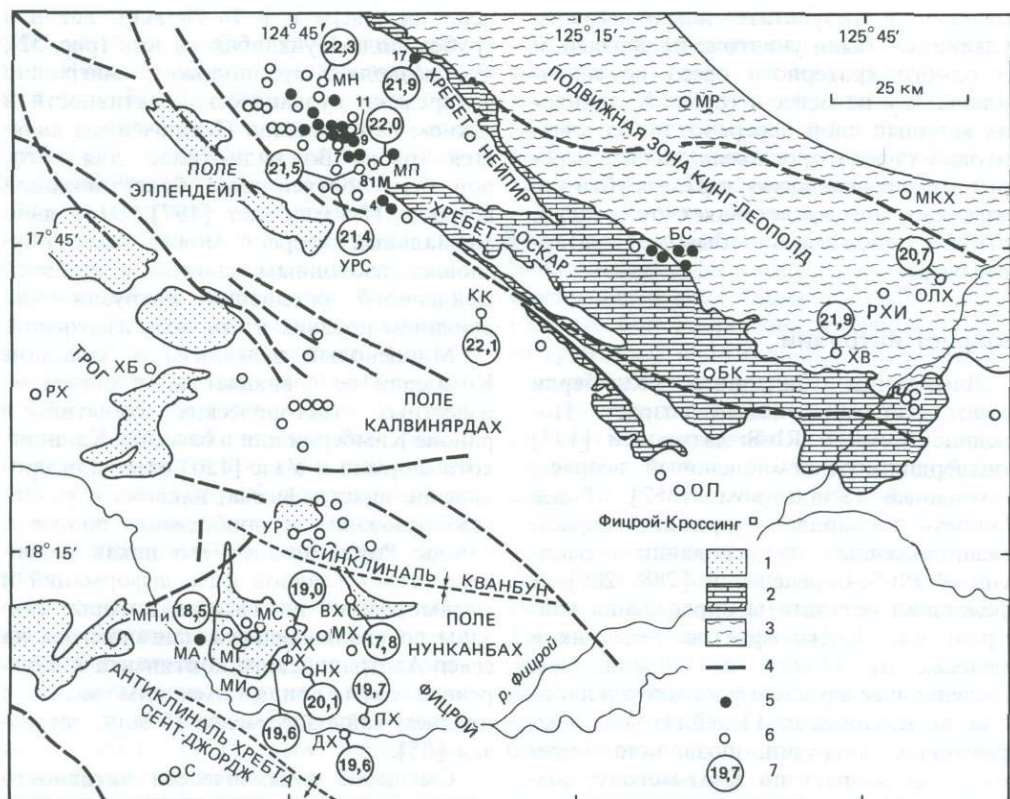 124°45'
125°15'
125°45'
22,1
17
МН
21,9
11
22,0
7
МП
21,5
81М
4
ПОЛЕ
ЭЛЛЕНДЕЙЛ
21,4
УРС
17°45'
ХРЕБЕТ НЕЙПИР
ХРЕБЕТ ОСКАР
ПОДВИЖНАЯ ЗОНА КИНГ-ЛЕОПОЛД
МР
25 КМ
МКХ
БС
20,7
ОЛХ
РХИ
21,9
ХВ
КК
22,1
БК
ОП
Фицрой-Кроссинг
ХБ
РХ
ПОЛЕ
КАЛВИНЯРДАХ
18°15'
УР
СИНКЛИНАЛЬ КВАНБУН
19,0
ВХ
ПОЛЕ
НУНКАНБАХ
МПи
18,5
МС
МХ
17,8
МА
МГ
ХХ
МИ
ОНХ
19,7
20,1
ПХ
19,6
ДХ
19,6
ФИЦРОЙ
Фицрой
АНТИКЛИНАЛЬ ХРЕБТА
СЕНТ-ДЖОРДЖ
С
1
2
3
4
5
6
19,7
7